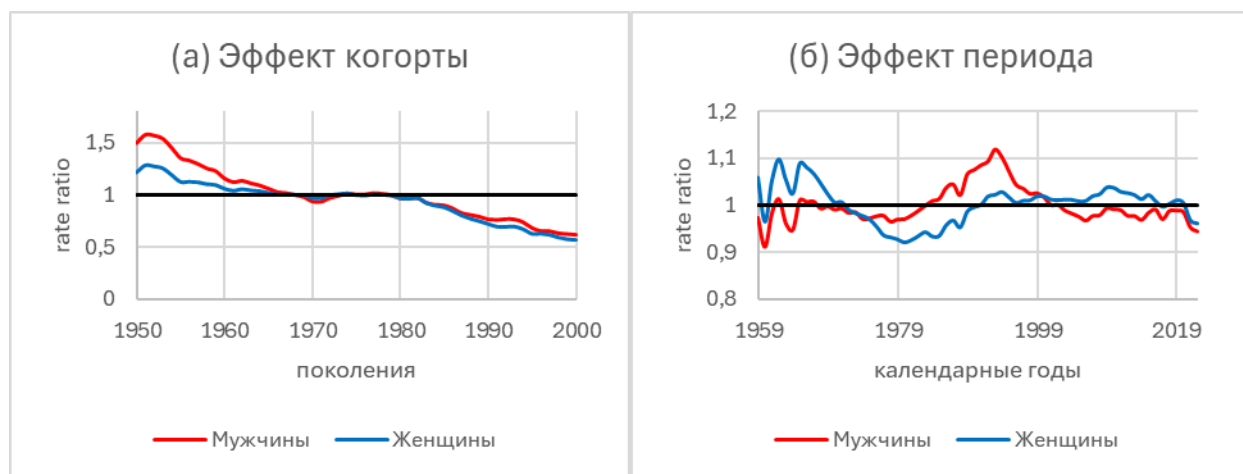 (а) Эффект когорты
1,5
1
0,5
0
rate ratio
1950 1960 1970 1980 1990 2000
поколения
Мужчины Женщины
(б) Эффект периода
1,2
1,1
1
0,9
0,8
rate ratio
1959 1979 1999 2019
календарные годы
Мужчины Женщины